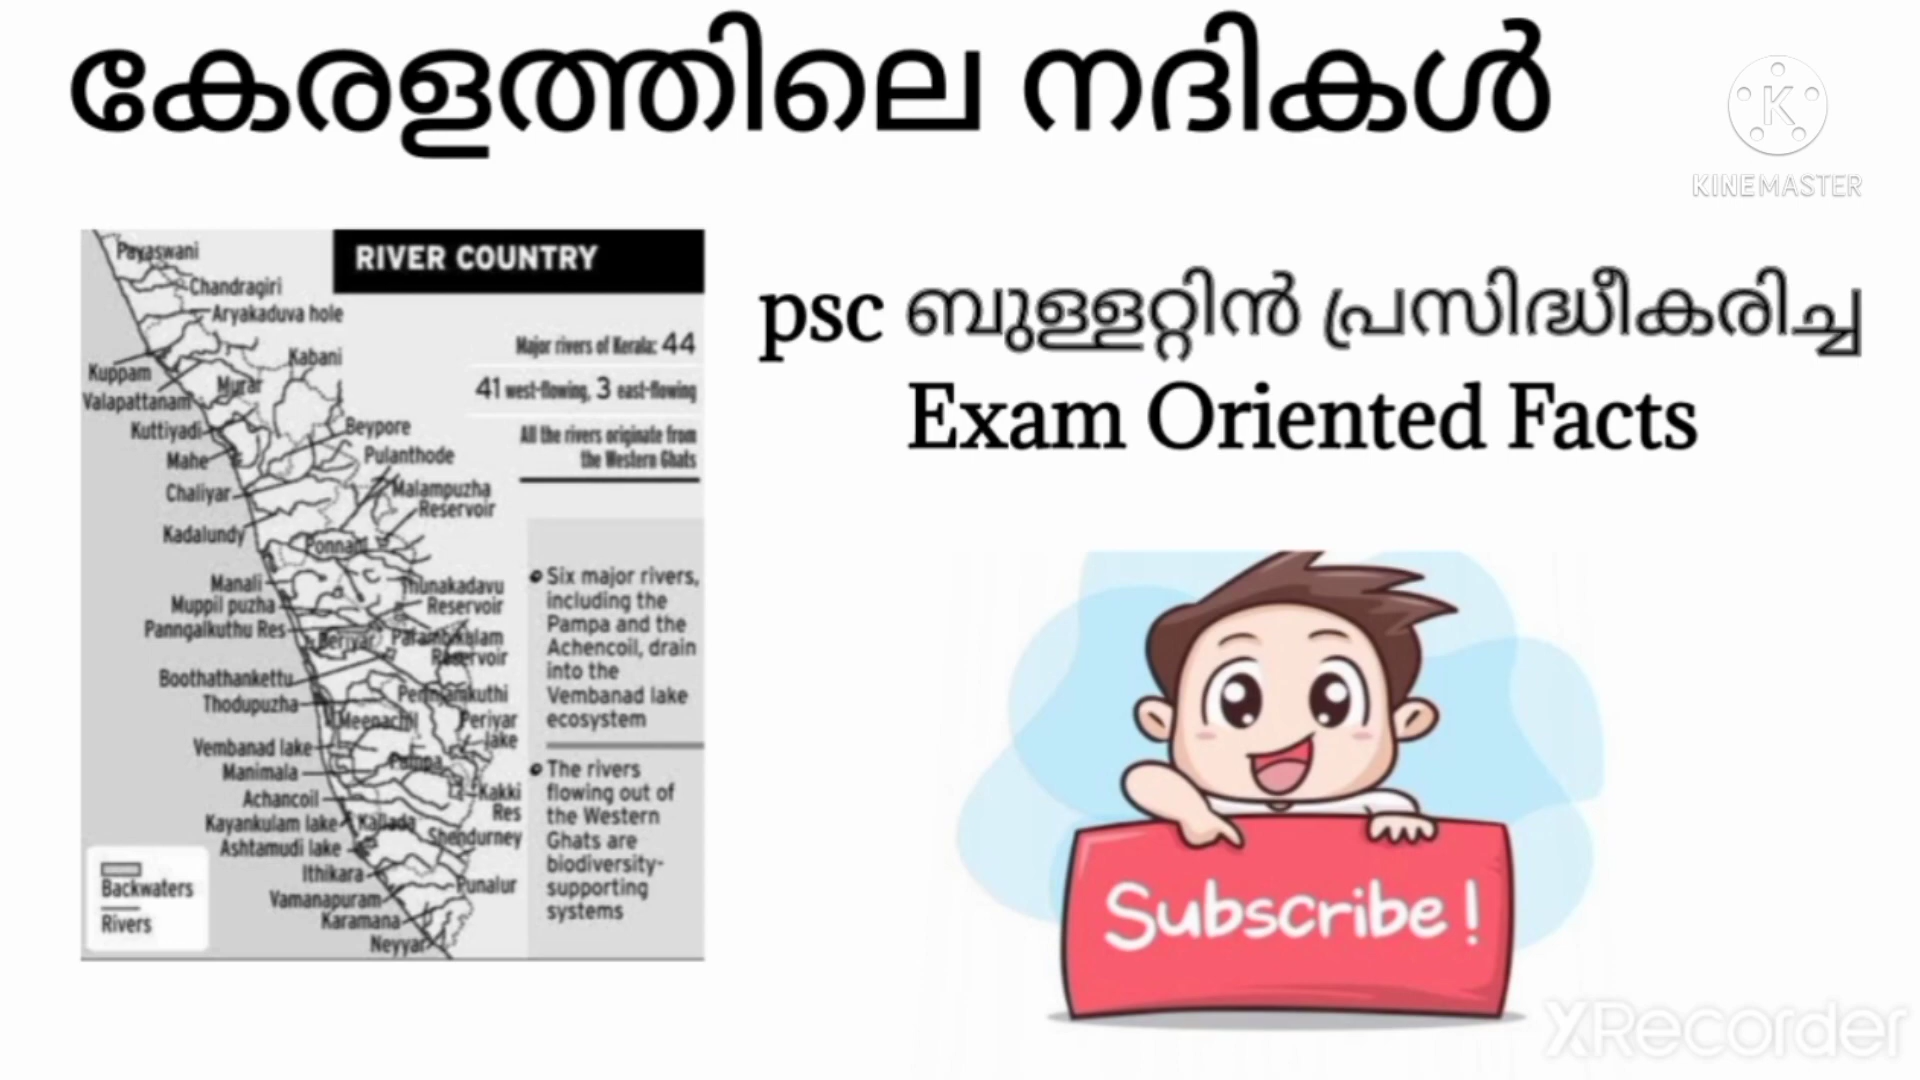 കേരളത്തിലെ നദികൾ
KINEMASTER
psc ബുള്ളറ്റിൻ പ്രസിദ്ധീകരിച്ച
Exam Oriented Facts
RIVER COUNTRY
Major rivers of Kerala: 44
41 west-flowing, 3 east-flowing
All the rivers originate from
the Western Ghats
Six major rivers,
including the
Pampa and the
Achencoil, drain
into the
Vembanad lake
ecosystem
The rivers
flowing out of
the Western
Ghats are
biodiversity-
supporting
systems
Payaswani
Chandragiri
Aryakaduva hole
Kabani
Kuppam
Murar
Valapattanam
Kuttiyadi
Beypore
Mahe
Pulanthode
Chaliyar
Malampuzha
Reservoir
Kadalundy
Ponnani
Manali
Thunakadavu
Reservoir
Muppil puzha
Panngalkuthu Res
Periyar
Parambikulam
Reservoir
Boothathankettu
Thodupuzha
Meenachil
Periyar
lake
Vembanad lake
Pampa
Manimala
Kakki
Res
Achancoil
Kayankulam lake
Kallada
Shendurney
Ashtamudi lake
Ithikara
Punalur
Vamanapuram
Karamana
Neyyar
Backwaters
Rivers
Subscribe!
XRecorder